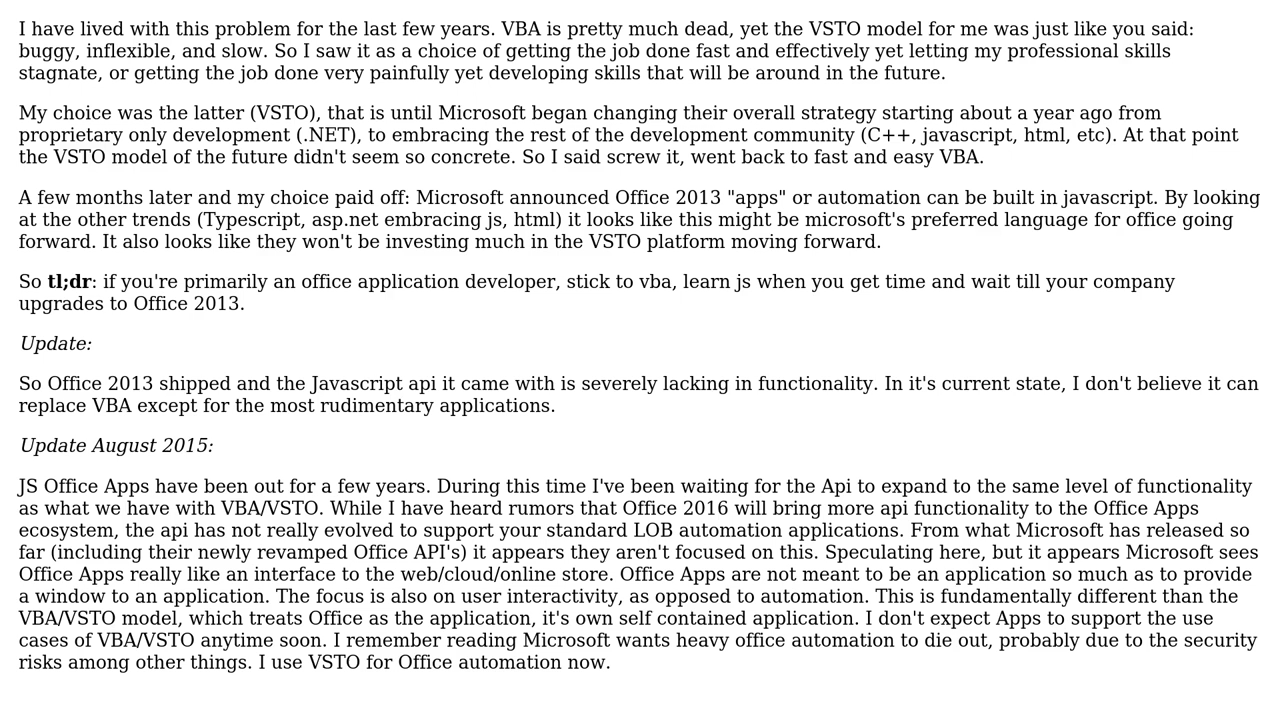 I have lived with this problem for the last few years. VBA is pretty much dead, yet the VSTO model for me was just like you said:
buggy, inflexible, and slow. So I saw it as a choice of getting the job done fast and effectively yet letting my professional skills
stagnate, or getting the job done very painfully yet developing skills that will be around in the future.
My choice was the latter (VSTO), that is until Microsoft began changing their overall strategy starting about a year ago from
proprietary only development (.NET), to embracing the rest of the development community (C++, javascript, html, etc). At that point
the VSTO model of the future didn't seem so concrete. So I said screw it, went back to fast and easy VBA.
A few months later and my choice paid off: Microsoft announced Office 2013 "apps" or automation can be built in javascript. By looking
at the other trends (Typescript, asp.net embracing js, html) it looks like this might be microsoft's preferred language for office going
forward. It also looks like they won't be investing much in the VSTO platform moving forward.
So tl;dr: if you're primarily an office application developer, stick to vba, learn js when you get time and wait till your company
upgrades to Office 2013.
Update:
So Office 2013 shipped and the Javascript api it came with is severely lacking in functionality. In it's current state, I don't believe it can
replace VBA except for the most rudimentary applications.
Update August 2015:
JS Office Apps have been out for a few years. During this time I've been waiting for the Api to expand to the same level of functionality
as what we have with VBA/VSTO. While I have heard rumors that Office 2016 will bring more api functionality to the Office Apps
ecosystem, the api has not really evolved to support your standard LOB automation applications. From what Microsoft has released so
far (including their newly revamped Office API's) it appears they aren't focused on this. Speculating here, but it appears Microsoft sees
Office Apps really like an interface to the web/cloud/online store. Office Apps are not meant to be an application so much as to provide
a window to an application. The focus is also on user interactivity, as opposed to automation. This is fundamentally different than the
VBA/VSTO model, which treats Office as the application, it's own self contained application. I don't expect Apps to support the use
cases of VBA/VSTO anytime soon. I remember reading Microsoft wants heavy office automation to die out, probably due to the security
risks among other things. I use VSTO for Office automation now.